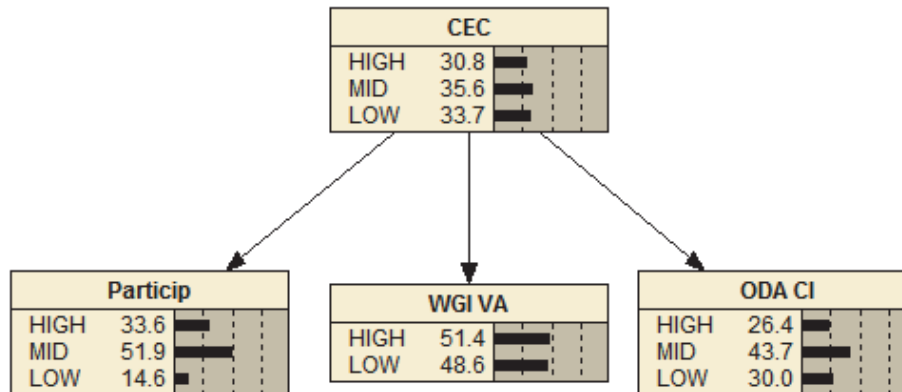 CEC
HIGH 30.8
MID 35.6
LOW 33.7
Particip
HIGH 33.6
MID 51.9
LOW 14.6
WGI VA
HIGH 51.4
LOW 48.6
ODA CI
HIGH 26.4
MID 43.7
LOW 30.0